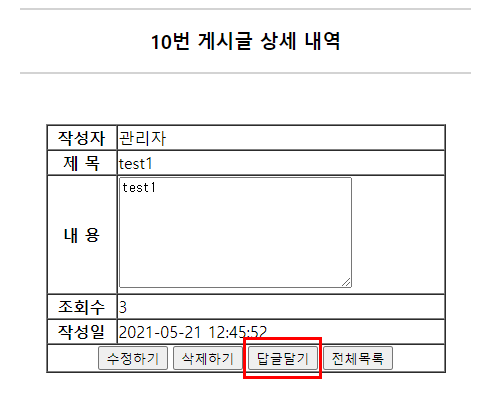 10번 게시글 상세 내역
작성자 관리자
제 목 test1
내 용 test1
조회수 3
작성일 2021-05-21 12:45:52
수정하기 삭제하기 답글달기 전체목록